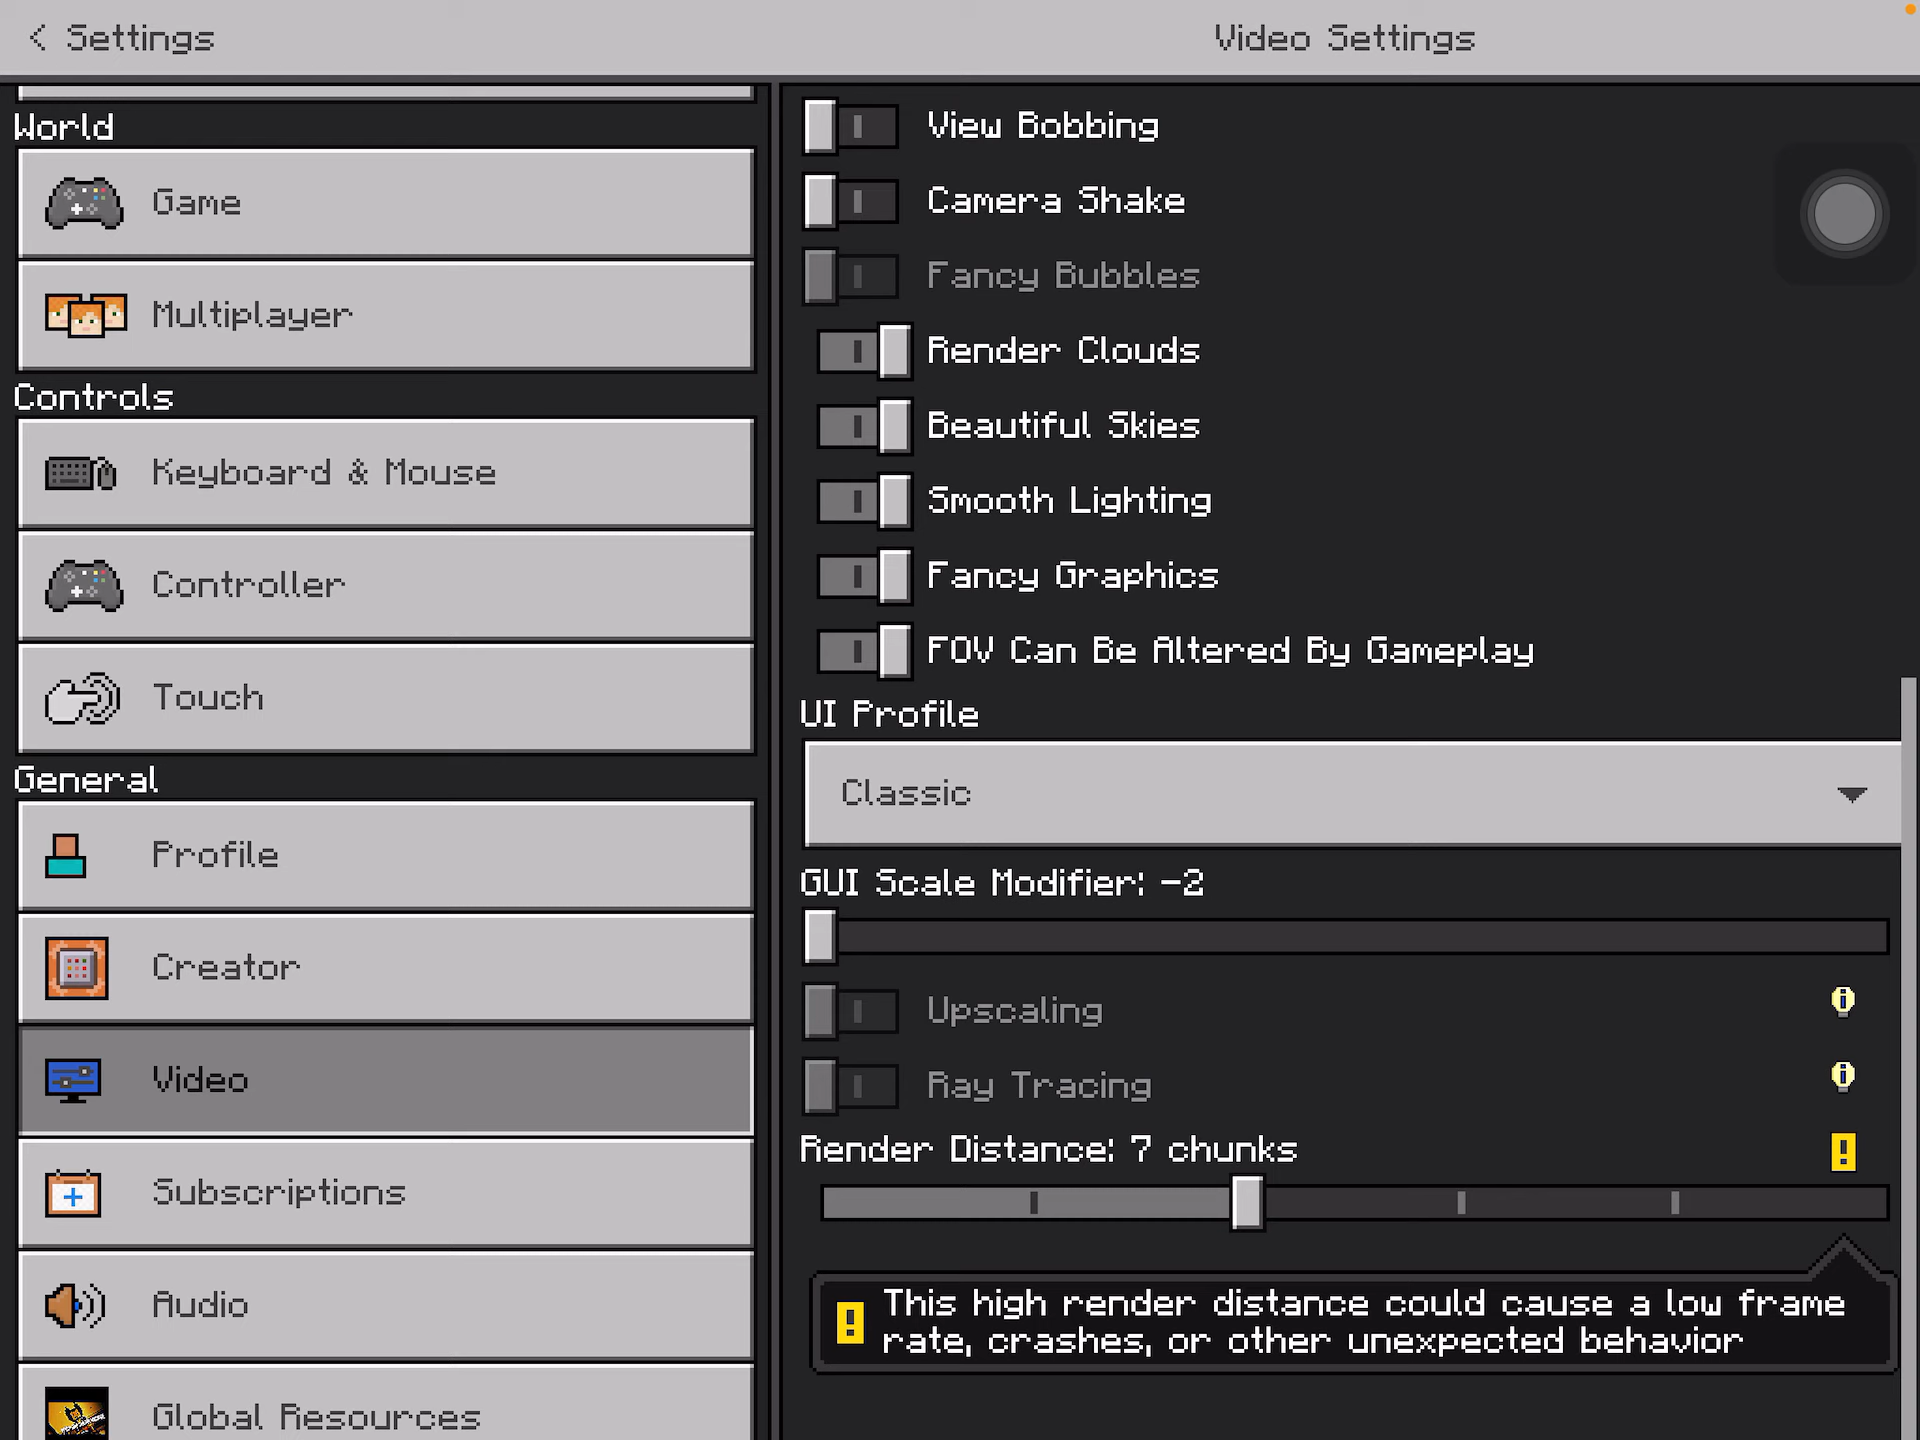 Settings
Video Settings
World
Game
Multiplayer
Controls
Keyboard & Mouse
Controller
Touch
General
Profile
Creator
Video
Subscriptions
Audio
Global Resources
View Bobbing
Camera Shake
Fancy Bubbles
Render Clouds
Beautiful Skies
Smooth Lighting
Fancy Graphics
FOV Can Be Altered By Gameplay
UI Profile
Classic
GUI Scale Modifier: -2
Upscaling
Ray Tracing
Render Distance: 7 chunks
This high render distance could cause a low frame
rate, crashes, or other unexpected behavior